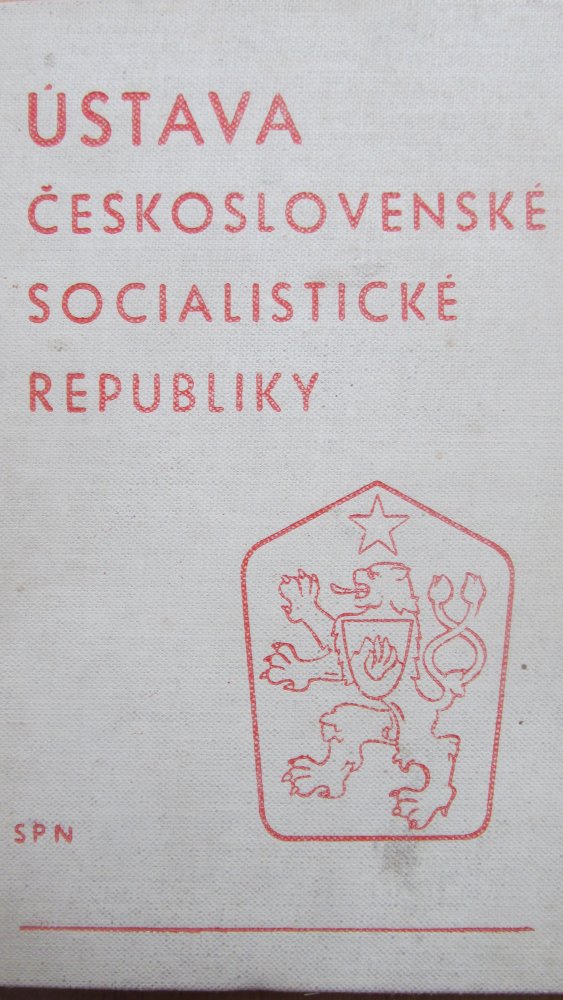 ÚSTAVA
ČESKOSLOVENSKÉ
SOCIALISTICKÉ
REPUBLIKY
SPN